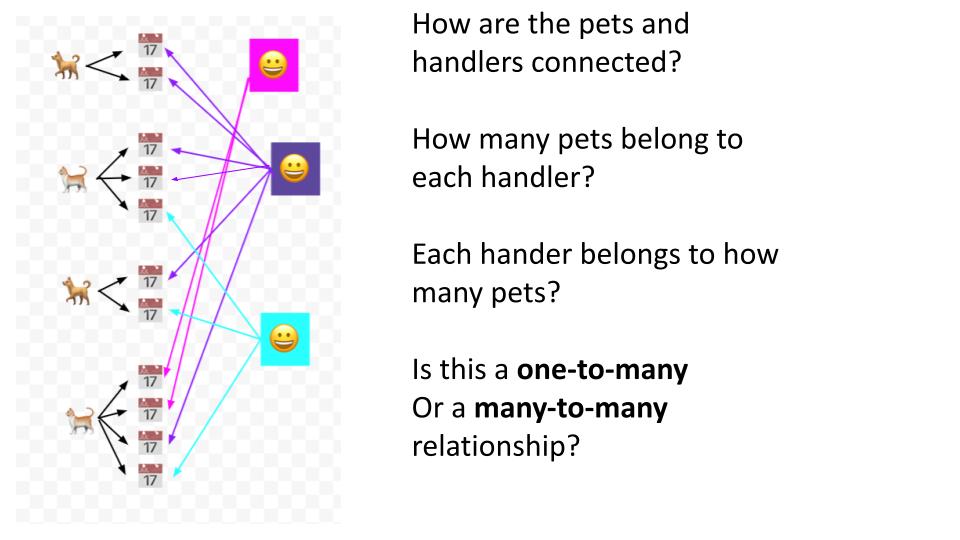 17
17
17
17
17
17
17
17
17
17
17
How are the pets and
handlers connected?
How many pets belong to
each handler?
Each hander belongs to how
many pets?
Is this a one-to-many
Or a many-to-many
relationship?